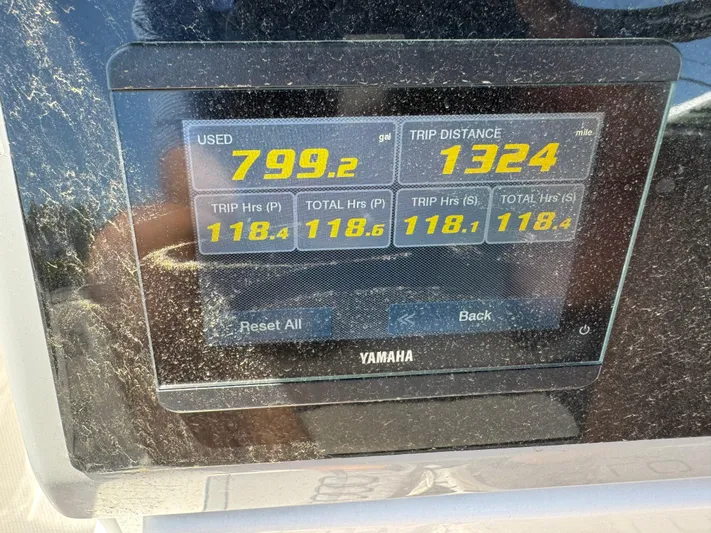 USED gal TRIP DISTANCE mile
799.2 1324
TRIP Hrs (P) TOTAL Hrs (P) TRIP Hrs (S) TOTAL Hrs (S)
118.4 118.6 118.1 118.4
Reset All Back
YAMAHA